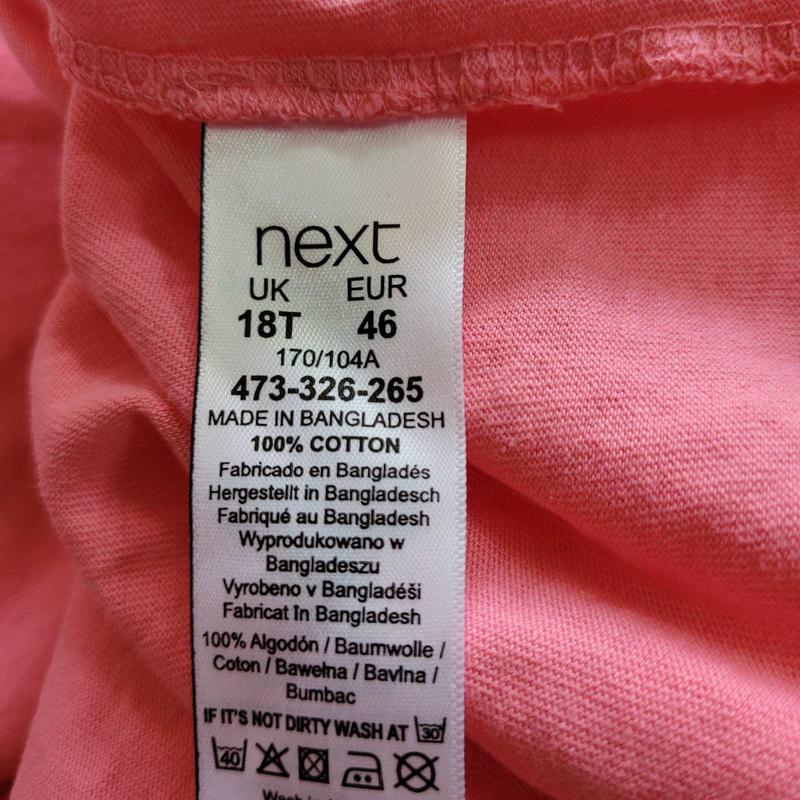 next
UK EUR
18T 46
170/104A
473-326-265
MADE IN BANGLADESH
100% COTTON
Fabricado en Bangladés
Hergestellt in Bangladesch
Fabriqué au Bangladesh
Wyprodukowano w
Bangladeszu
Vyrobeno v Bangladéši
Fabricat în Bangladesh
100% Algodón / Baumwolle /
Coton / Bawełna / Bavlna /
Bumbac
IF IT'S NOT DIRTY WASH AT 30
40